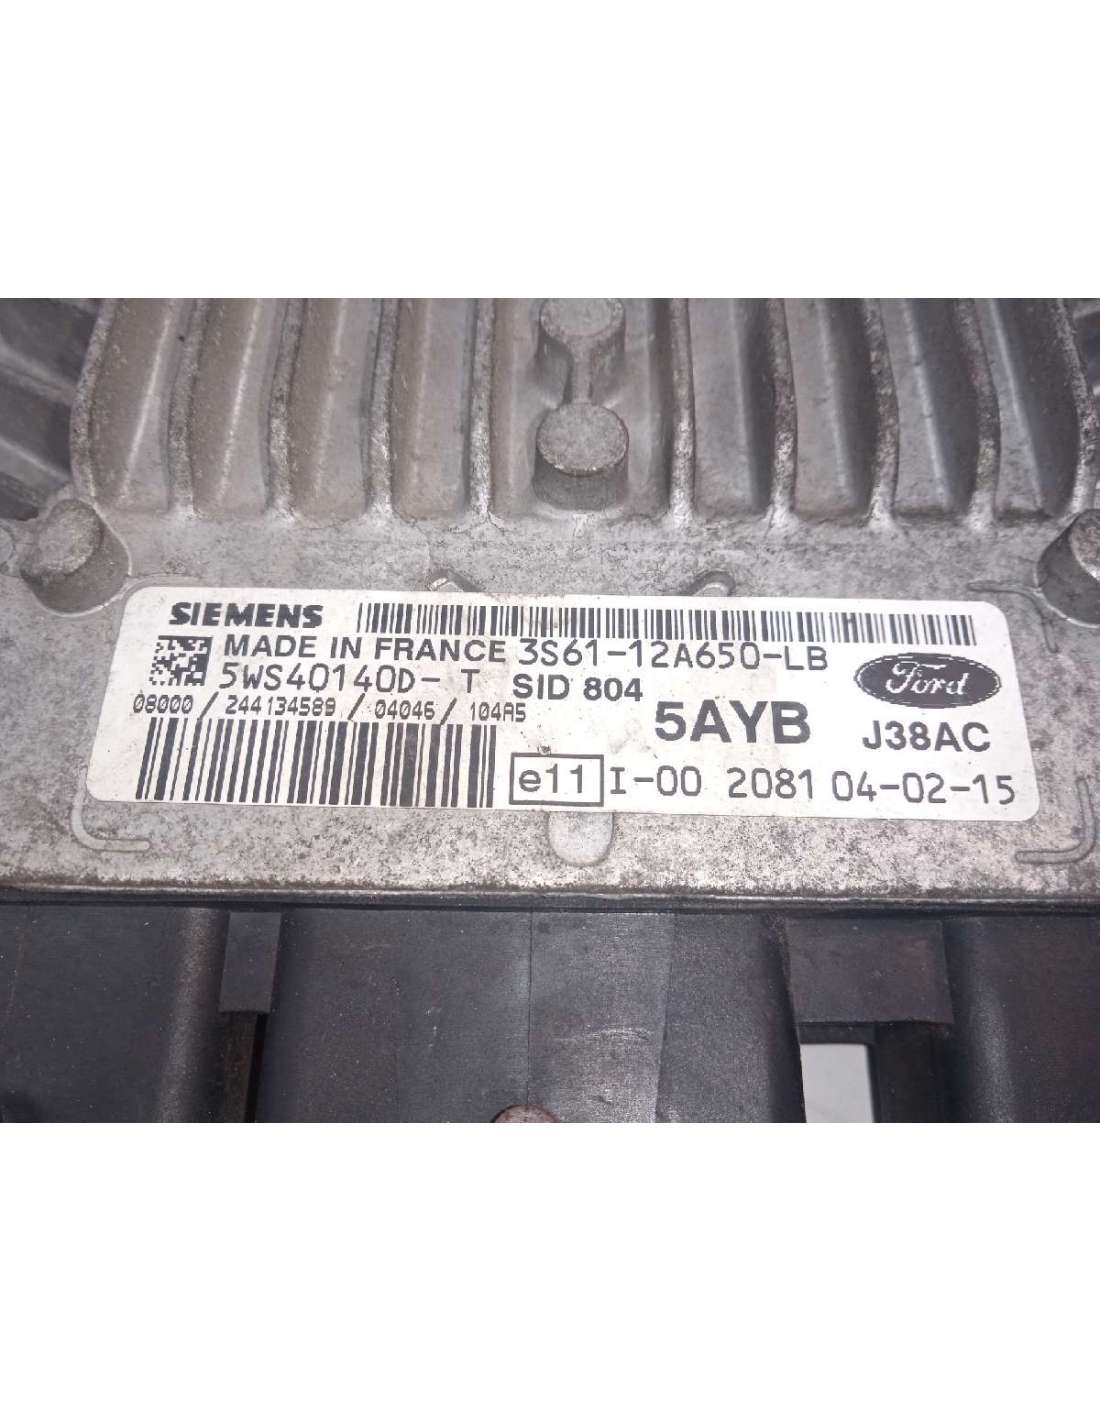 SIEMENS
MADE IN FRANCE 3S61-12A650-LB
5WS40140D- T SID 804
Ford
08000 / 244134589 / 04046 / 104A5
5AYB J38AC
e11 I-00 2081 04-02-15